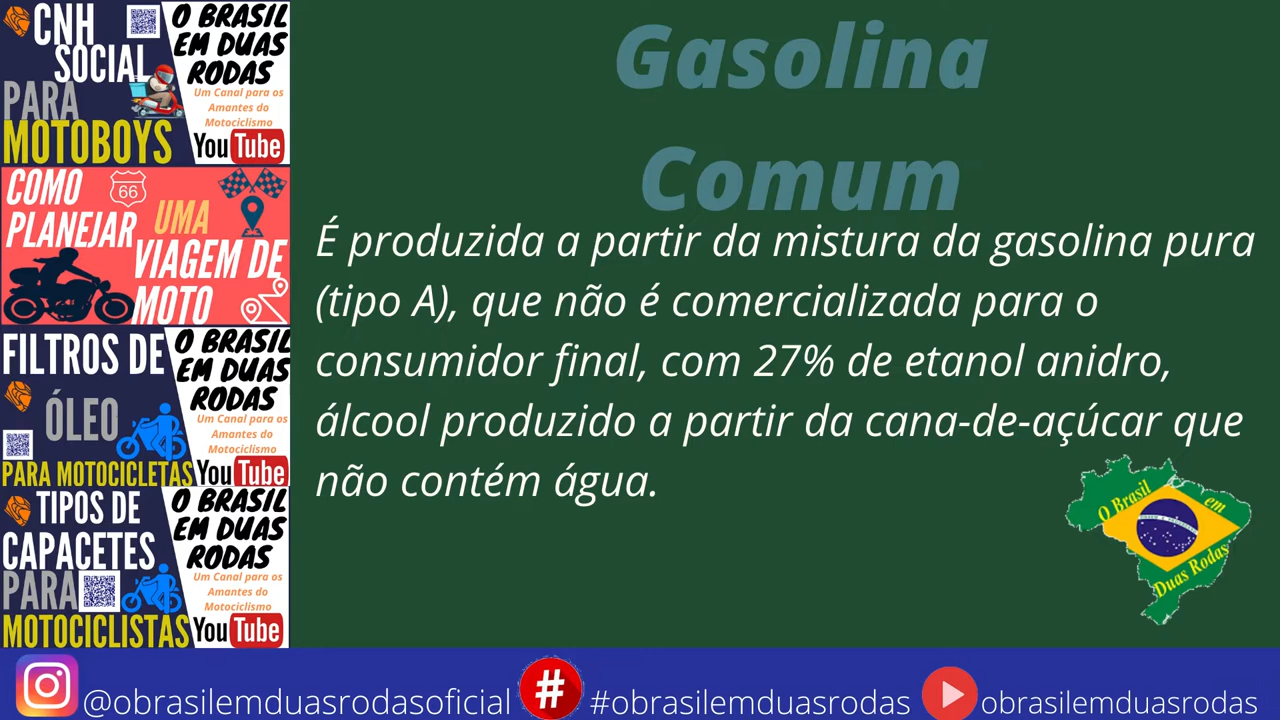 CNH
SOCIAL
PARA
MOTOBOYS
O BRASIL
EM DUAS
RODAS
Um Canal para os
Amantes do
Motociclismo
YouTube
COMO
PLANEJAR
UMA
VIAGEM DE
MOTO
66
FILTROS DE
ÓLEO
PARA MOTOCICLETAS
O BRASIL
EM DUAS
RODAS
Um Canal para os
Amantes do
Motociclismo
YouTube
TIPOS DE
CAPACETES
PARA
MOTOCICLISTAS
O BRASIL
EM DUAS
RODAS
Um Canal para os
Amantes do
Motociclismo
YouTube
Gasolina
Comum
É produzida a partir da mistura da gasolina pura
(tipo A), que não é comercializada para o
consumidor final, com 27% de etanol anidro,
álcool produzido a partir da cana-de-açúcar que
não contém água.
O Brasil
em
Duas Rodas
@obrasilemduasrodasoficial
# #obrasilemduasrodas
obrasilemduasrodas